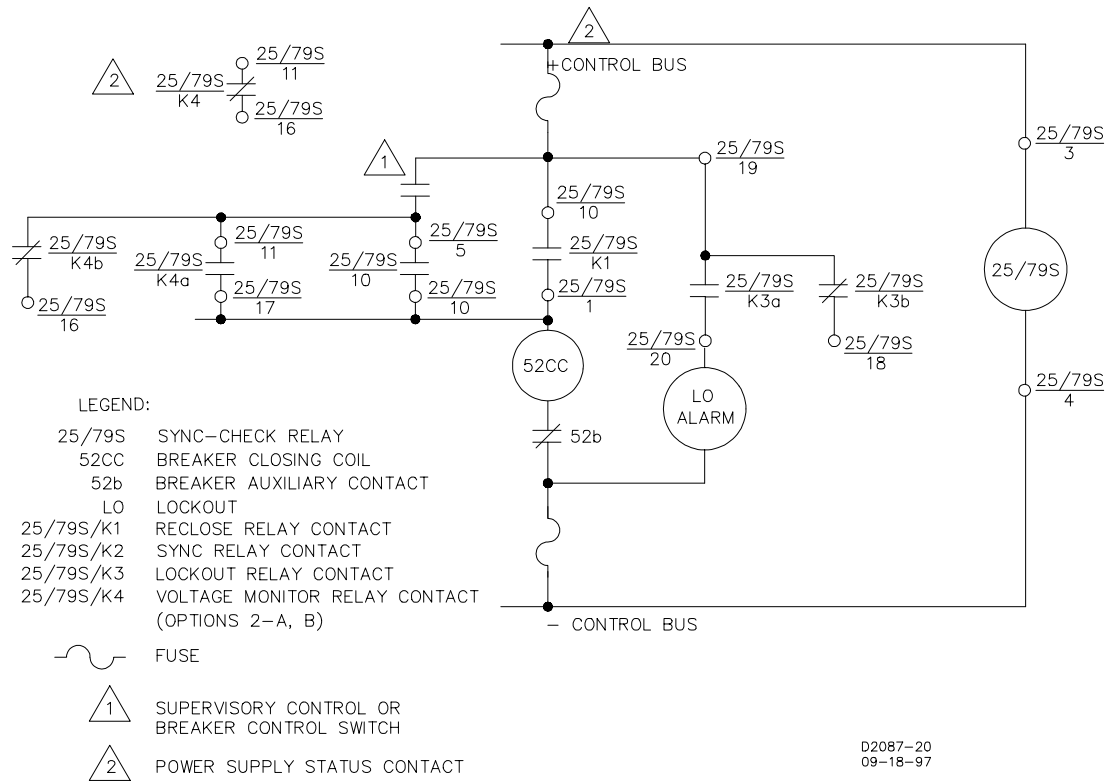 2
25/79S
11
25/79S
K4
25/79S
16
2
+CONTROL BUS
1
25/79S
19
25/79S
3
25/79S
10
25/79S
K4b
25/79S
11
25/79S
5
25/79S
K4a
25/79S
10
25/79S
K1
25/79S
25/79S
K3a
25/79S
K3b
25/79S
16
25/79S
17
25/79S
10
25/79S
1
25/79S
20
25/79S
18
25/79S
4
52CC
LO
ALARM
52b
LEGEND:
25/79S SYNC-CHECK RELAY
52CC BREAKER CLOSING COIL
52b BREAKER AUXILIARY CONTACT
LO LOCKOUT
25/79S/K1 RECLOSE RELAY CONTACT
25/79S/K2 SYNC RELAY CONTACT
25/79S/K3 LOCKOUT RELAY CONTACT
25/79S/K4 VOLTAGE MONITOR RELAY CONTACT
(OPTIONS 2-A, B)
- CONTROL BUS
FUSE
1 SUPERVISORY CONTROL OR
BREAKER CONTROL SWITCH
2 POWER SUPPLY STATUS CONTACT
D2087-20
09-18-97